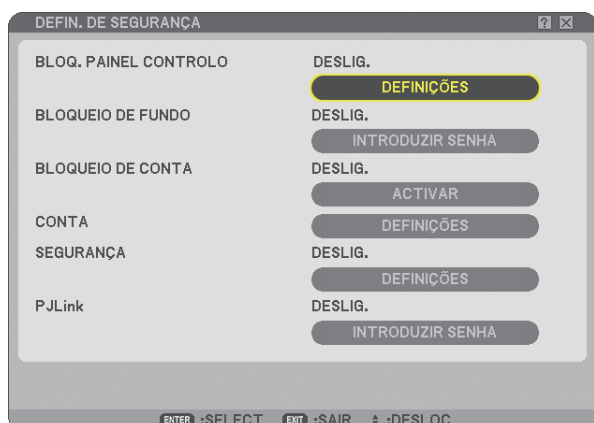 DEFIN. DE SEGURANÇA
BLOQ. PAINEL CONTROLO DESLIG.
DEFINIÇÕES
BLOQUEIO DE FUNDO DESLIG.
INTRODUZIR SENHA
BLOQUEIO DE CONTA DESLIG.
ACTIVAR
CONTA DEFINIÇÕES
SEGURANÇA DESLIG.
DEFINIÇÕES
PJLink DESLIG.
INTRODUZIR SENHA
ENTER :SELECT EXIT :SAIR :DESLOC